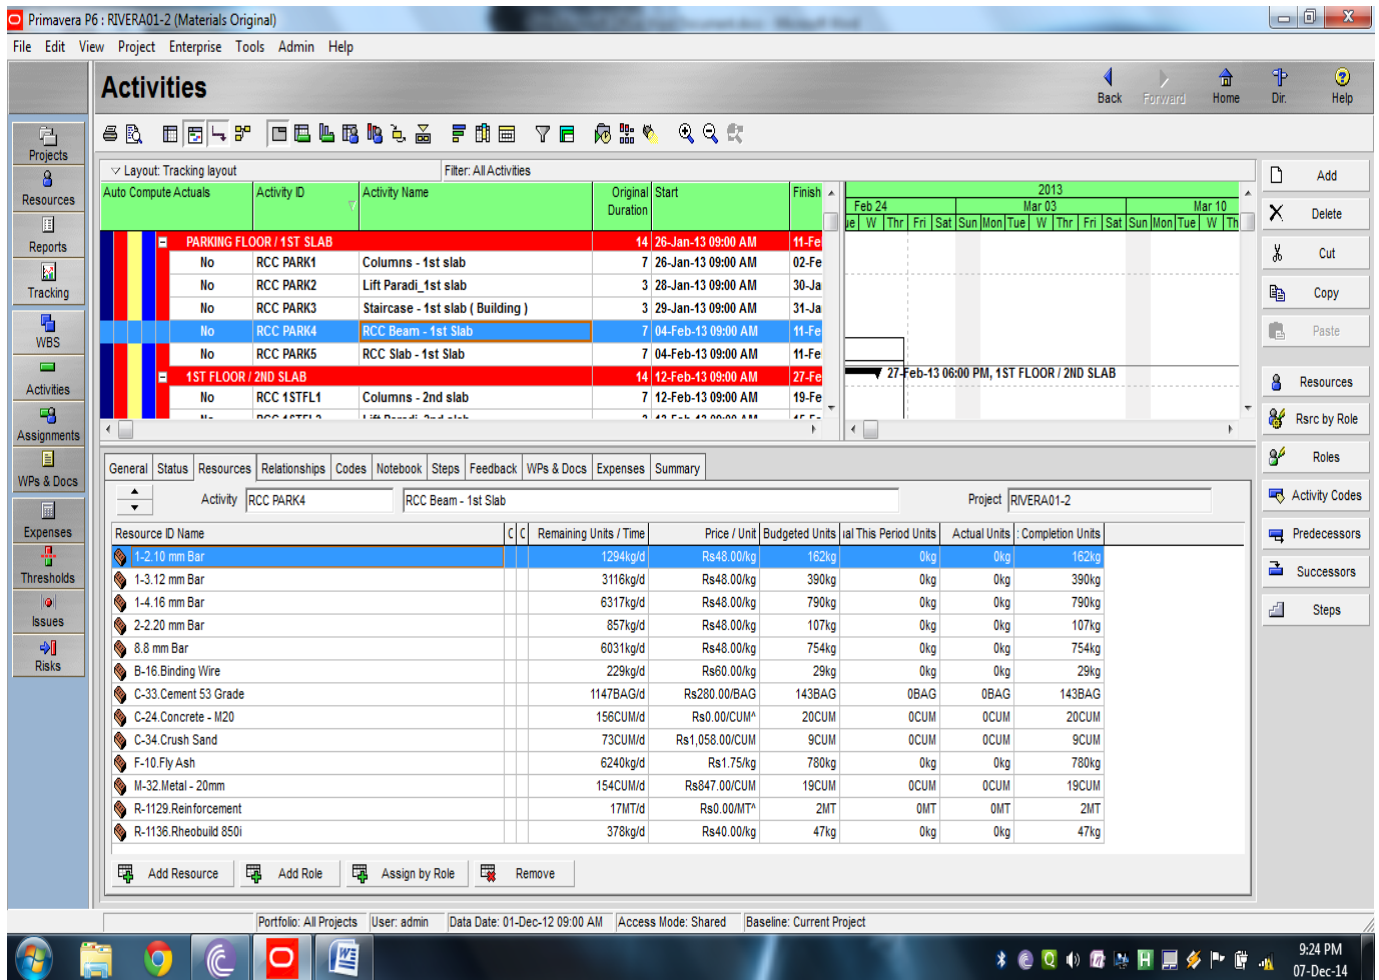 Primavera P6 : RIVERA01-2 (Materials Original)
File Edit View Project Enterprise Tools Admin Help
Activities
Back Forward Home Dir. Help
Layout: Tracking layout Filter: All Activities
Auto Compute Actuals Activity ID Activity Name Original Duration Start Finish
2013
Feb 24 Mar 03 Mar 10
ue W Thr Fri Sat Sun Mon Tue W Thr Fri Sat Sun Mon Tue W Th
PARKING FLOOR / 1ST SLAB 14 26-Jan-13 09:00 AM 11-Fe
No RCC PARK1 Columns - 1st slab 7 26-Jan-13 09:00 AM 02-Fe
No RCC PARK2 Lift Paradi_1st slab 3 28-Jan-13 09:00 AM 30-Ja
No RCC PARK3 Staircase - 1st slab ( Building ) 3 29-Jan-13 09:00 AM 31-Ja
No RCC PARK4 RCC Beam - 1st Slab 7 04-Feb-13 09:00 AM 11-Fe
No RCC PARK5 RCC Slab - 1st Slab 7 04-Feb-13 09:00 AM 11-Fe
1ST FLOOR / 2ND SLAB 14 12-Feb-13 09:00 AM 27-Fe
27-Feb-13 06:00 PM, 1ST FLOOR / 2ND SLAB
No RCC 1STFL1 Columns - 2nd slab 7 12-Feb-13 09:00 AM 19-Fe
Projects
Resources
Reports
Tracking
WBS
Activities
Assignments
WPs & Docs
Expenses
Thresholds
Issues
Risks
Add
Delete
Cut
Copy
Paste
Resources
Rsrc by Role
Roles
Activity Codes
Predecessors
Successors
Steps
General Status Resources Relationships Codes Notebook Steps Feedback WPs & Docs Expenses Summary
Activity RCC PARK4 RCC Beam - 1st Slab Project RIVERA01-2
Resource ID Name C C Remaining Units / Time Price / Unit Budgeted Units ual This Period Units Actual Units : Completion Units
1-2.10 mm Bar 1294kg/d Rs48.00/kg 162kg 0kg 0kg 162kg
1-3.12 mm Bar 3116kg/d Rs48.00/kg 390kg 0kg 0kg 390kg
1-4.16 mm Bar 6317kg/d Rs48.00/kg 790kg 0kg 0kg 790kg
2-2.20 mm Bar 857kg/d Rs48.00/kg 107kg 0kg 0kg 107kg
8.8 mm Bar 6031kg/d Rs48.00/kg 754kg 0kg 0kg 754kg
B-16.Binding Wire 229kg/d Rs60.00/kg 29kg 0kg 0kg 29kg
C-33.Cement 53 Grade 1147BAG/d Rs280.00/BAG 143BAG 0BAG 0BAG 143BAG
C-24.Concrete - M20 156CUM/d Rs0.00/CUM^ 20CUM 0CUM 0CUM 20CUM
C-34.Crush Sand 73CUM/d Rs1,058.00/CUM 9CUM 0CUM 0CUM 9CUM
F-10.Fly Ash 6240kg/d Rs1.75/kg 780kg 0kg 0kg 780kg
M-32.Metal - 20mm 154CUM/d Rs847.00/CUM 19CUM 0CUM 0CUM 19CUM
R-1129.Reinforcement 17MT/d Rs0.00/MT^ 2MT 0MT 0MT 2MT
R-1136.Rheobuild 850i 378kg/d Rs40.00/kg 47kg 0kg 0kg 47kg
Add Resource Add Role Assign by Role Remove
Portfolio: All Projects User: admin Data Date: 01-Dec-12 09:00 AM Access Mode: Shared Baseline: Current Project
9:24 PM
07-Dec-14